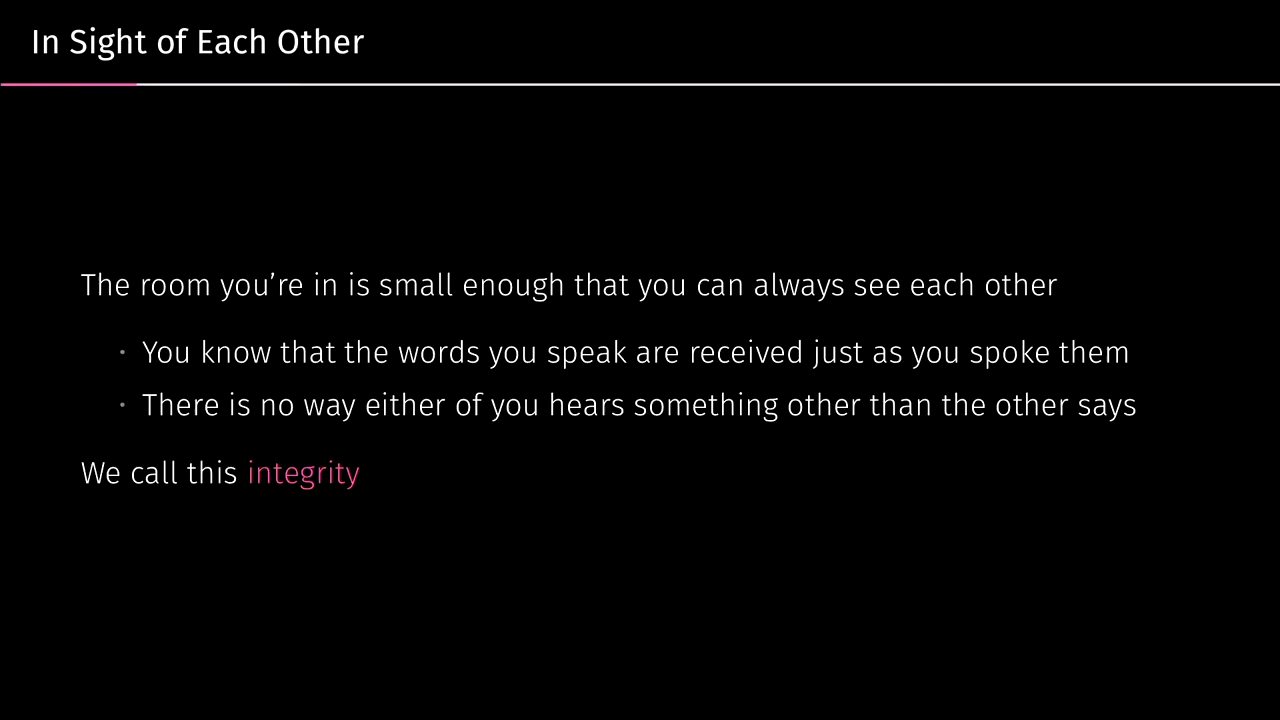 In Sight of Each Other
The room you’re in is small enough that you can always see each other
· You know that the words you speak are received just as you spoke them
· There is no way either of you hears something other than the other says
We call this integrity